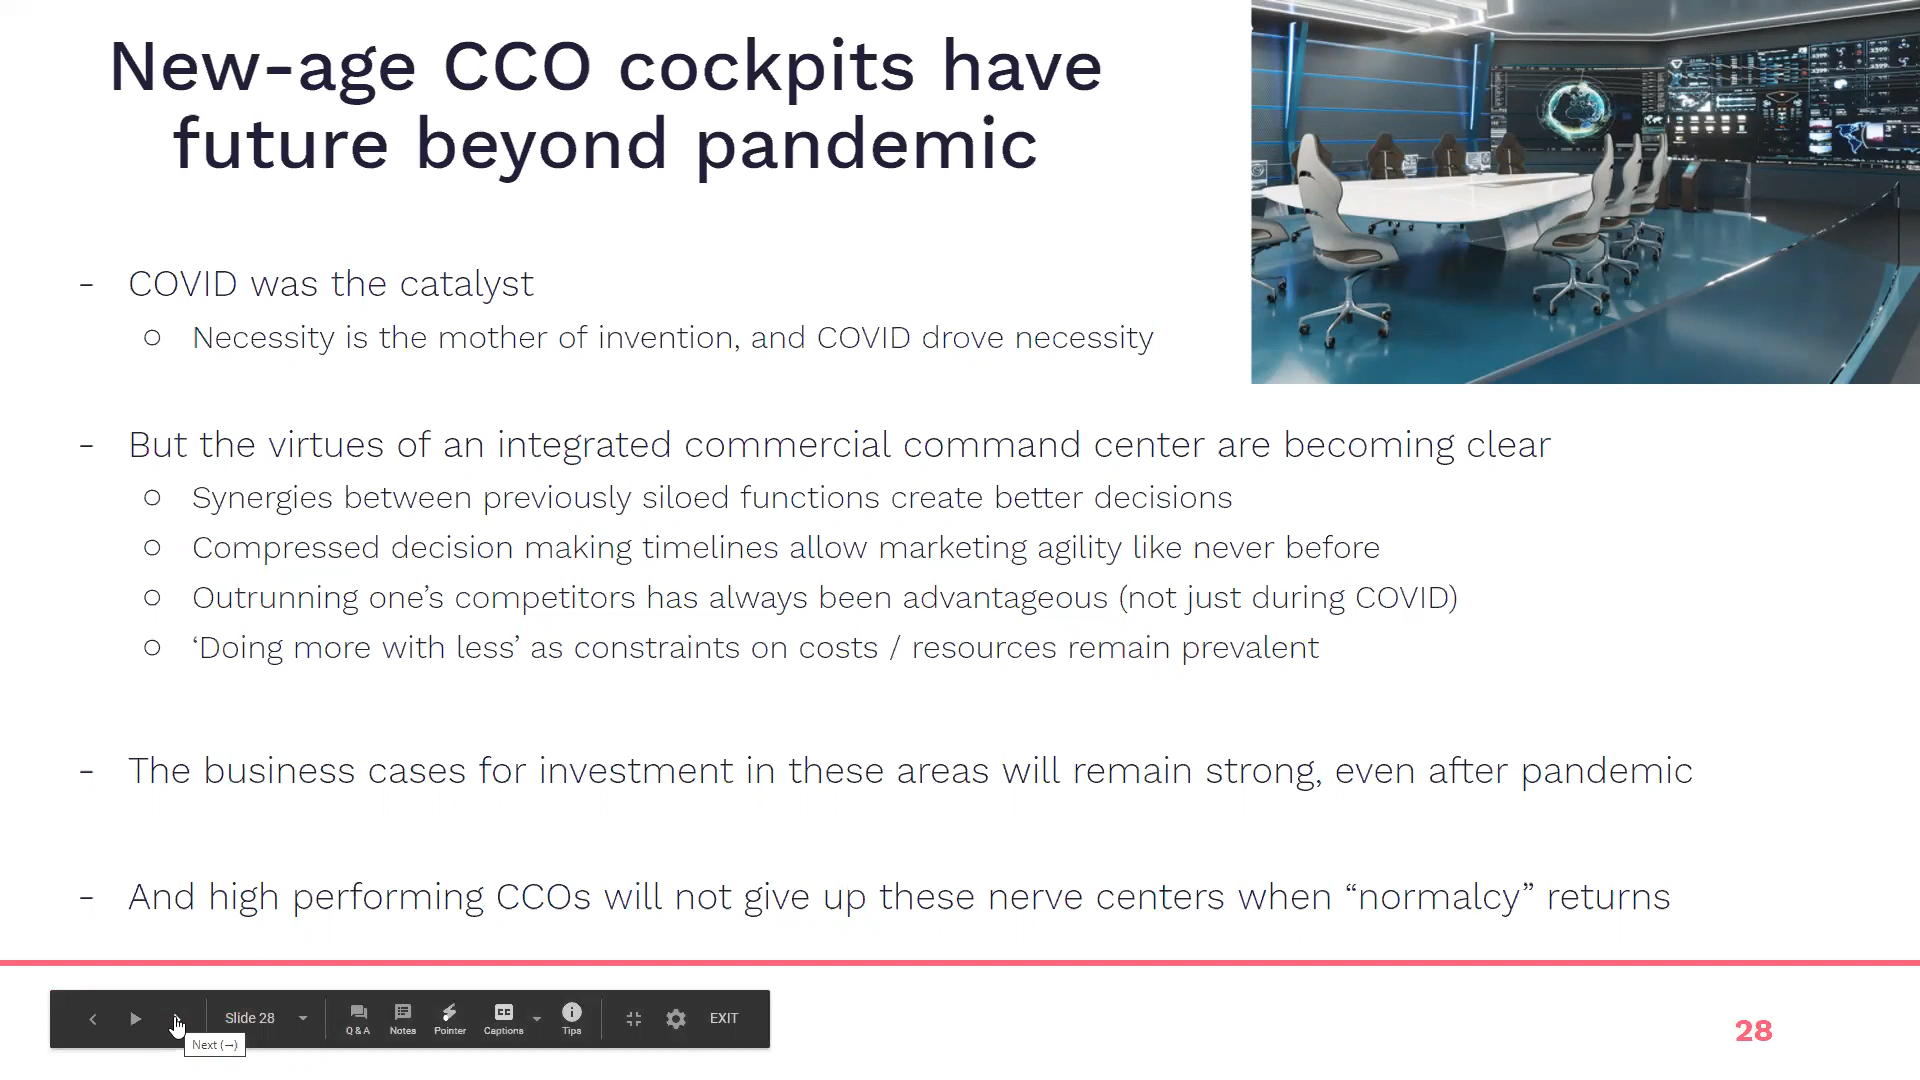 New-age CCO cockpits have
future beyond pandemic
- COVID was the catalyst
○ Necessity is the mother of invention, and COVID drove necessity
- But the virtues of an integrated commercial command center are becoming clear
○ Synergies between previously siloed functions create better decisions
○ Compressed decision making timelines allow marketing agility like never before
○ Outrunning one’s competitors has always been advantageous (not just during COVID)
○ ‘Doing more with less’ as constraints on costs / resources remain prevalent
- The business cases for investment in these areas will remain strong, even after pandemic
- And high performing CCOs will not give up these nerve centers when “normalcy” returns
Slide 28 Q & A Notes Pointer CC Captions Tips EXIT
Next (→)
28